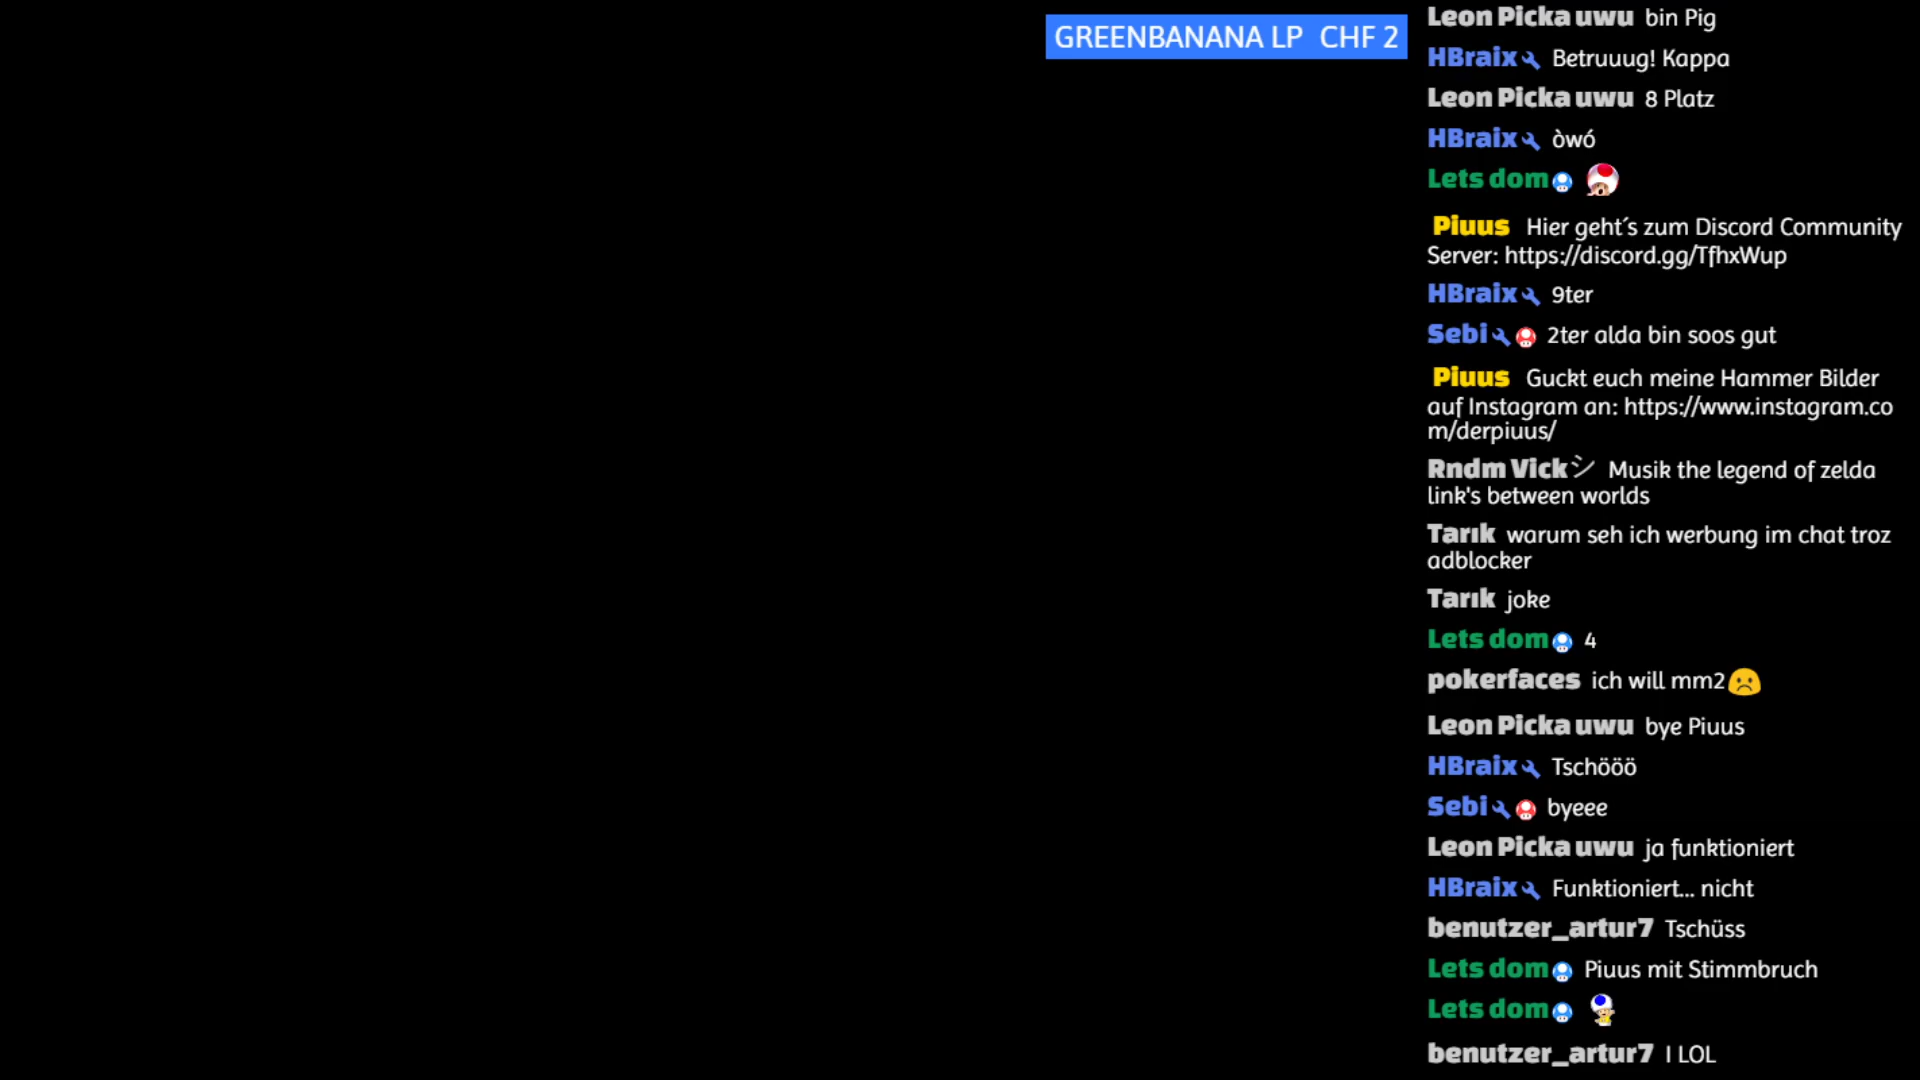 GREENBANANA LP CHF 2
Leon Picka uwu bin Pig
HBraix Betruuug! Kappa
Leon Picka uwu 8 Platz
HBraix òwó
Lets dom
Piuus Hier geht´s zum Discord Community
Server: https://discord.gg/TfhxWup
HBraix 9ter
Sebi 2ter alda bin soos gut
Piuus Guckt euch meine Hammer Bilder
auf Instagram an: https://www.instagram.co
m/derpiuus/
Rndm Vickシ Musik the legend of zelda
link's between worlds
Tarık warum seh ich werbung im chat troz
adblocker
Tarık joke
Lets dom 4
pokerfaces ich will mm2☹️
Leon Picka uwu bye Piuus
HBraix Tschööö
Sebi byeee
Leon Picka uwu ja funktioniert
HBraix Funktioniert... nicht
benutzer_artur7 Tschüss
Lets dom Piuus mit Stimmbruch
Lets dom
benutzer_artur7 I LOL